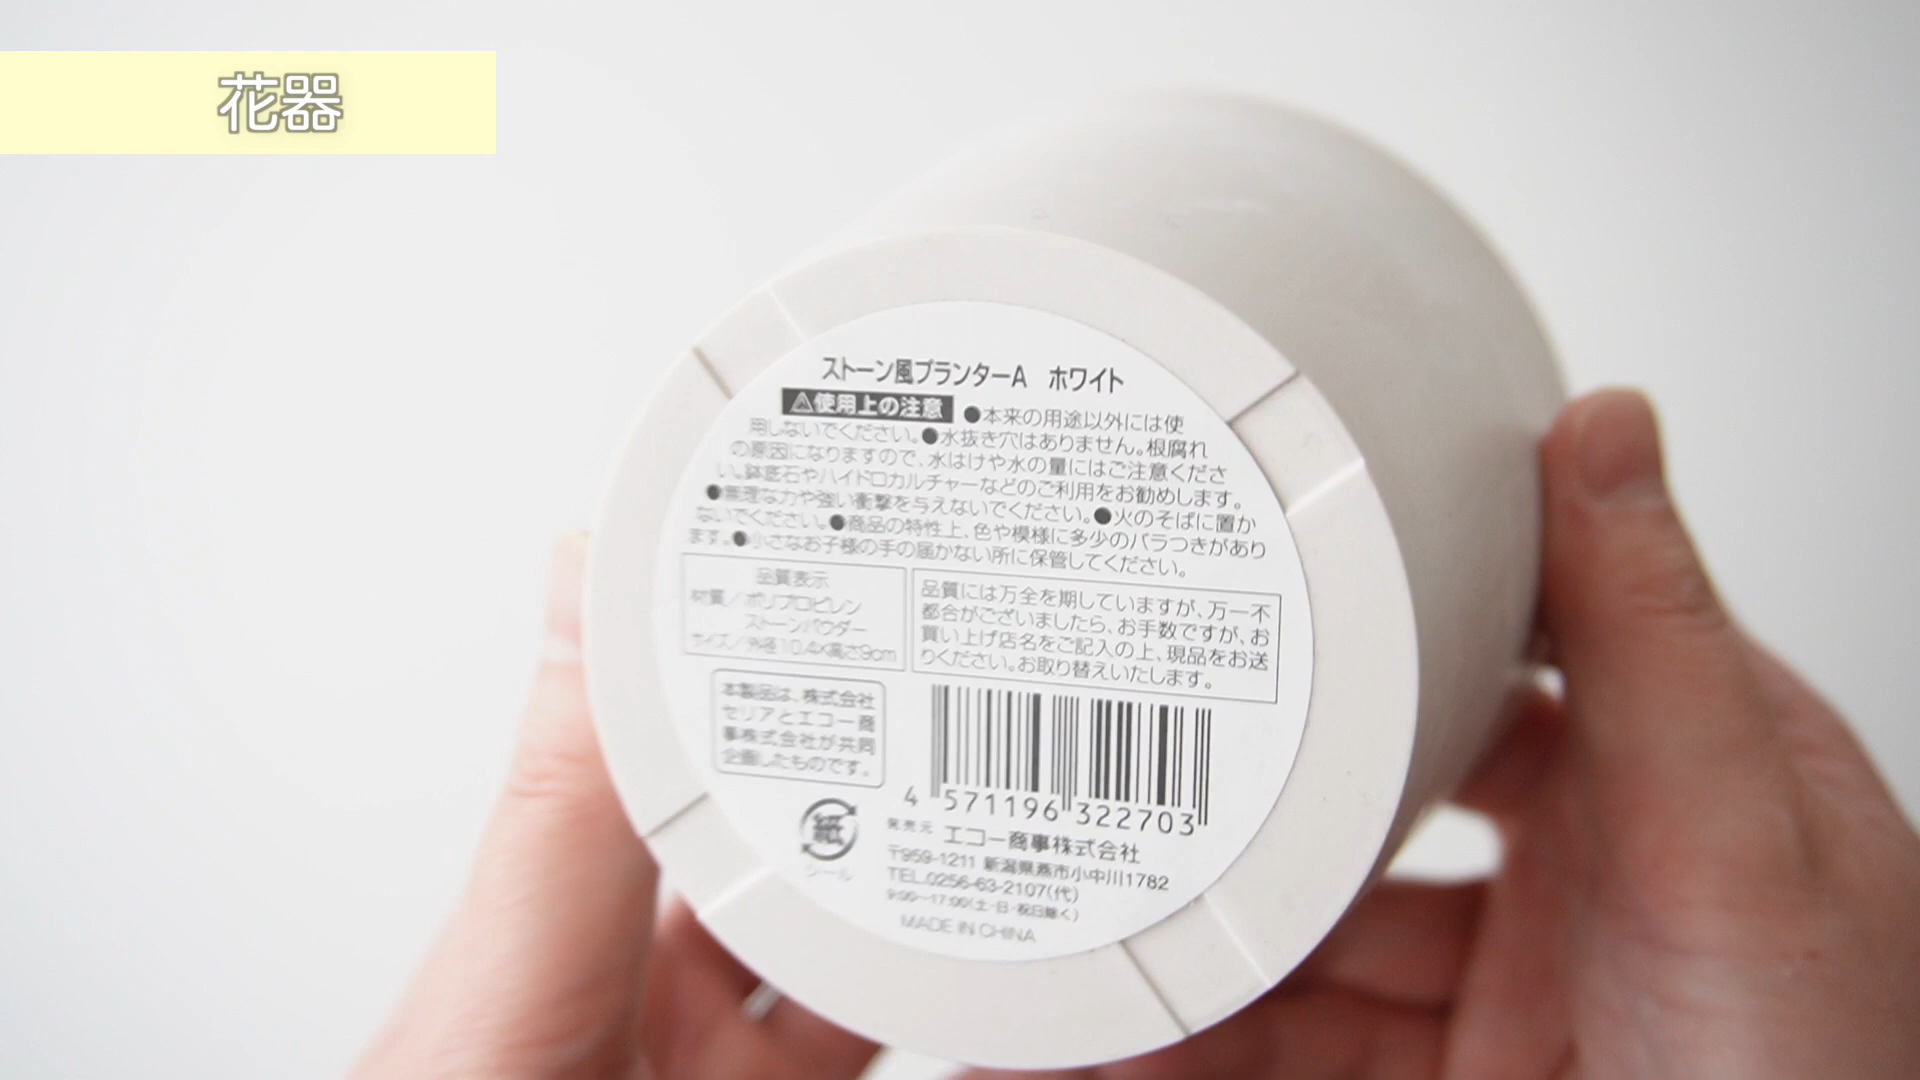 花器
ストーン風プランターA ホワイト
⚠使用上の注意 ●本来の用途以外には使
用しないでください。●水抜き穴はありません。根腐れ
の原因になりますので、水はけや水の量にはご注意くださ
い。鉢底石やハイドロカルチャーなどのご利用をお勧めします。
●無理な力や強い衝撃を与えないでください。●火のそばに置か
ないでください。●商品の特性上、色や模様に多少のバラつきがあり
ます。●小さなお子様の手の届かない所に保管してください。
品質表示
材質／ポリプロピレン
ストーンパウダー
サイズ／外径10.4×高さ9cm
品質には万全を期していますが、万一不
都合がございましたら、お手数ですが、お
買い上げ店名をご記入の上、現品をお送
りください。お取り替えいたします。
本製品は、株式会社
セリアとエコー商
事株式会社が共同
企画したものです。
4 571196 322703
紙
シール
発売元 エコー商事株式会社
〒959-1211 新潟県燕市小中川1782
TEL.0256-63-2107(代)
9:00〜17:00(土・日・祝日除く)
MADE IN CHINA